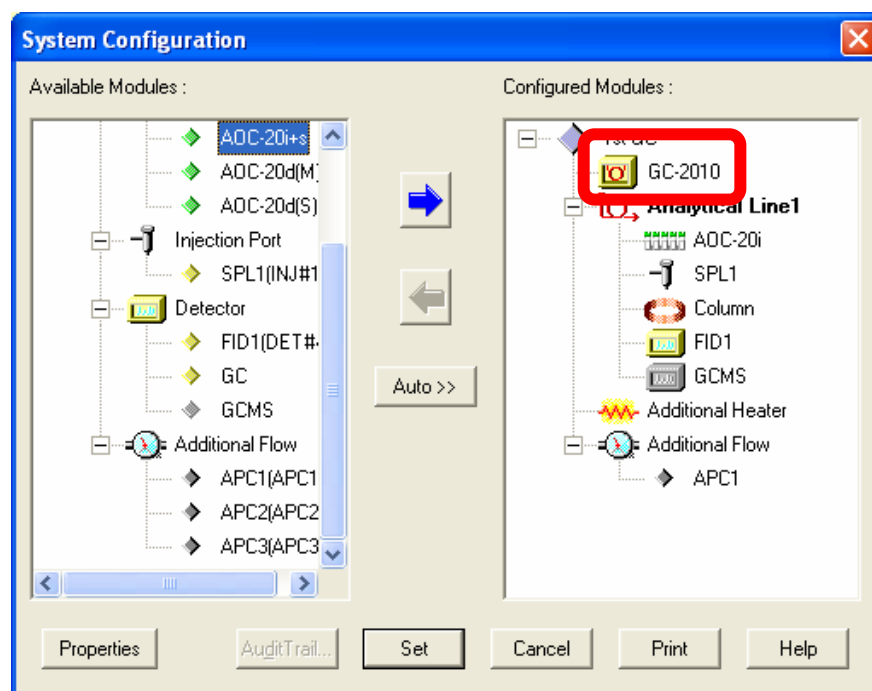 System Configuration
Available Modules :
AOC-20i+s
AOC-20d(M)
AOC-20d(S)
Injection Port
SPL1(INJ#1
Detector
FID1(DET#
GC
GCMS
Additional Flow
APC1(APC1
APC2(APC2
APC3(APC3
Auto >>
Configured Modules :
GC-2010
Analytical Line1
AOC-20i
SPL1
Column
FID1
GCMS
Additional Heater
Additional Flow
APC1
Properties
AuditTrail...
Set
Cancel
Print
Help